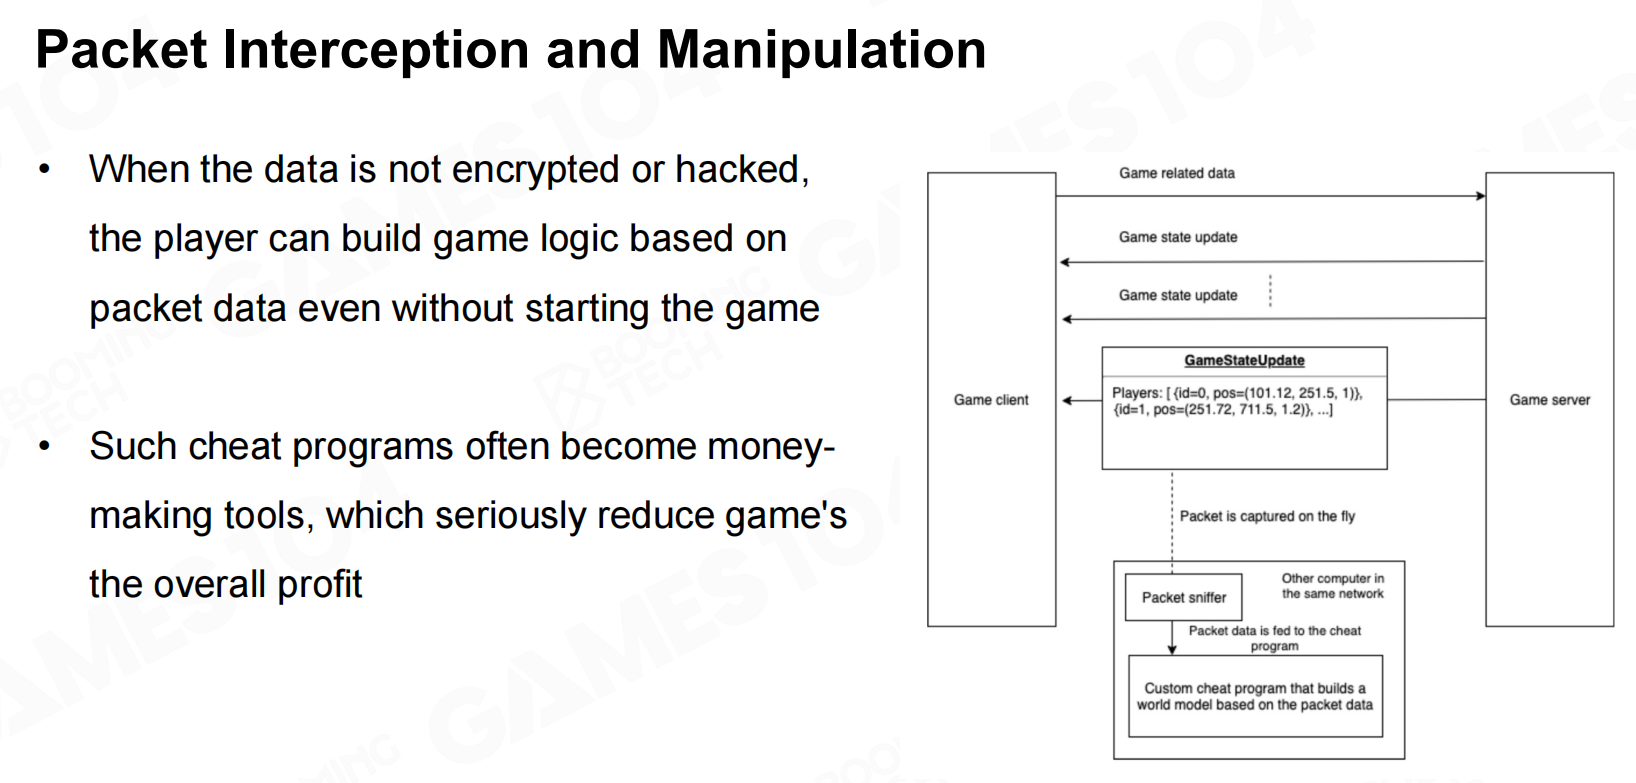 Packet Interception and Manipulation
• When the data is not encrypted or hacked,
the player can build game logic based on
packet data even without starting the game
• Such cheat programs often become money-
making tools, which seriously reduce game's
the overall profit
Game related data
Game state update
Game state update
GameStateUpdate
Players: [ {id=0, pos=(101.12, 251.5, 1)},
{id=1, pos=(251.72, 711.5, 1.2)}, ...]
Game client
Game server
Packet is captured on the fly
Packet sniffer
Other computer in
the same network
Packet data is fed to the cheat
program
Custom cheat program that builds a
world model based on the packet data
GAMES104
BOOMING
TECH